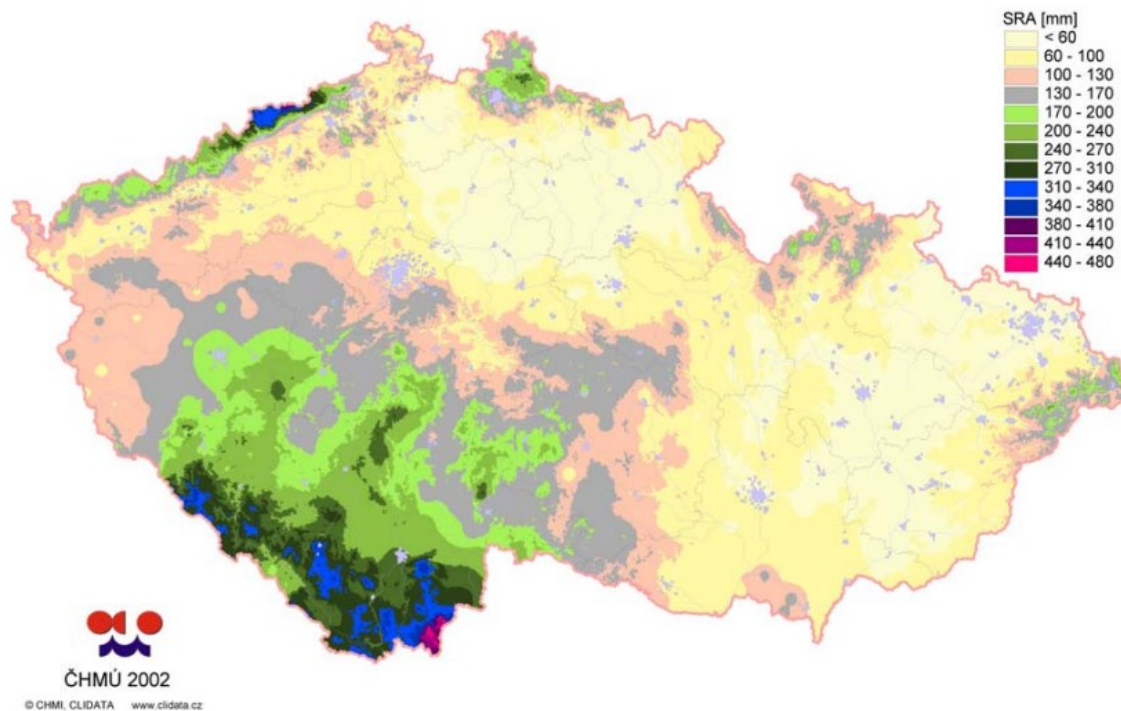 SRA [mm]
< 60
60 - 100
100 - 130
130 - 170
170 - 200
200 - 240
240 - 270
270 - 310
310 - 340
340 - 380
380 - 410
410 - 440
440 - 480
ČHMÚ 2002
© CHMI, CLIDATA www.clidata.cz